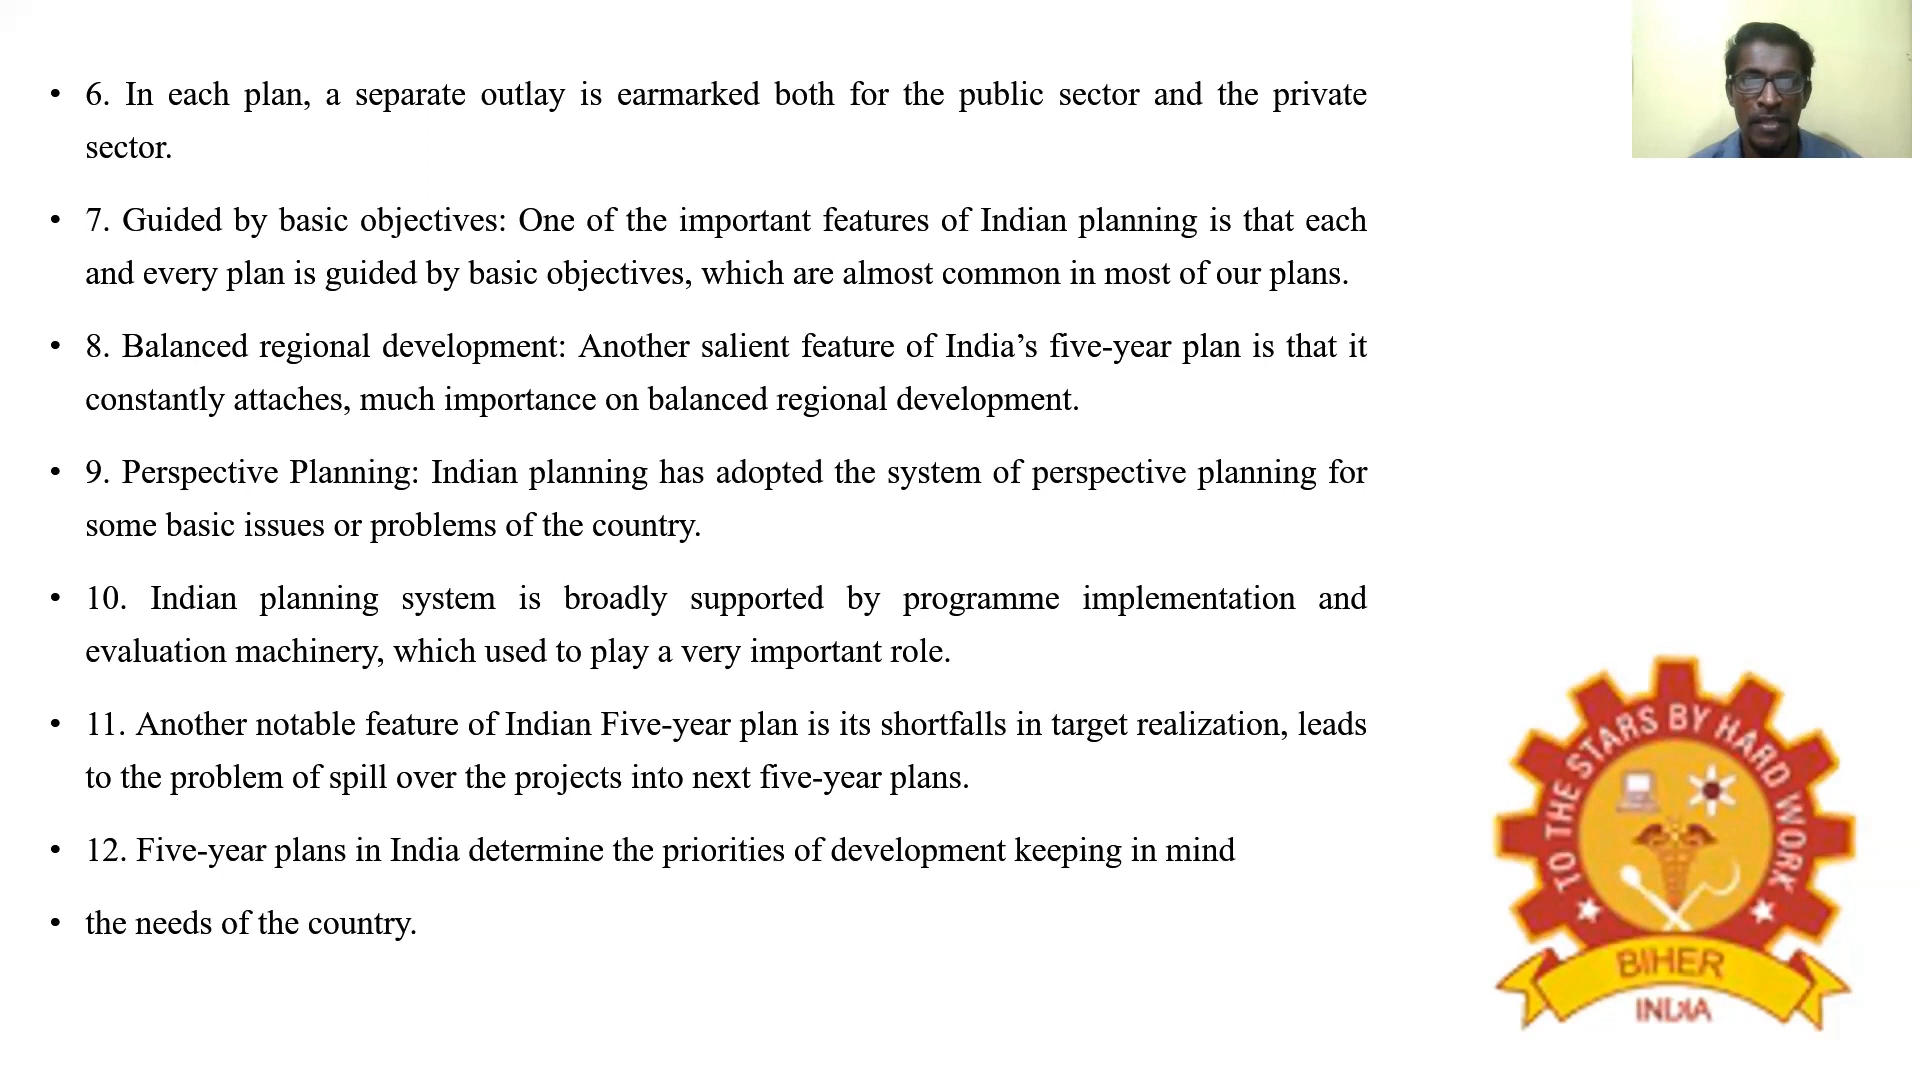 • 6. In each plan, a separate outlay is earmarked both for the public sector and the private
sector.
• 7. Guided by basic objectives: One of the important features of Indian planning is that each
and every plan is guided by basic objectives, which are almost common in most of our plans.
• 8. Balanced regional development: Another salient feature of India’s five-year plan is that it
constantly attaches, much importance on balanced regional development.
• 9. Perspective Planning: Indian planning has adopted the system of perspective planning for
some basic issues or problems of the country.
• 10. Indian planning system is broadly supported by programme implementation and
evaluation machinery, which used to play a very important role.
• 11. Another notable feature of Indian Five-year plan is its shortfalls in target realization, leads
to the problem of spill over the projects into next five-year plans.
• 12. Five-year plans in India determine the priorities of development keeping in mind
• the needs of the country.
TO THE STARS BY HARD WORK
BIHER
INDIA